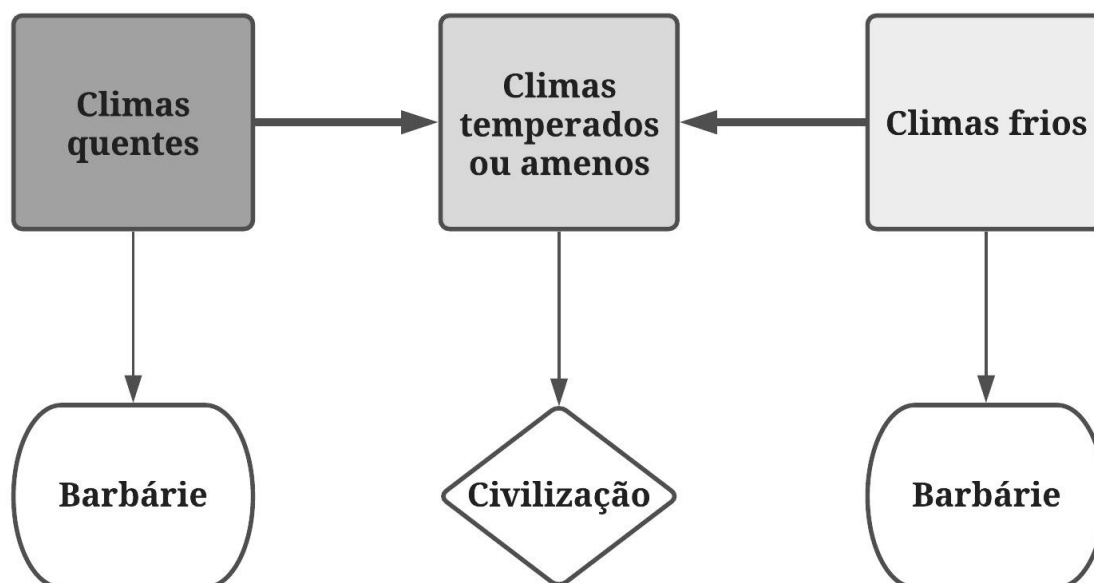 Climas
quentes
Climas
temperados
ou amenos
Climas frios
Barbárie
Civilização
Barbárie